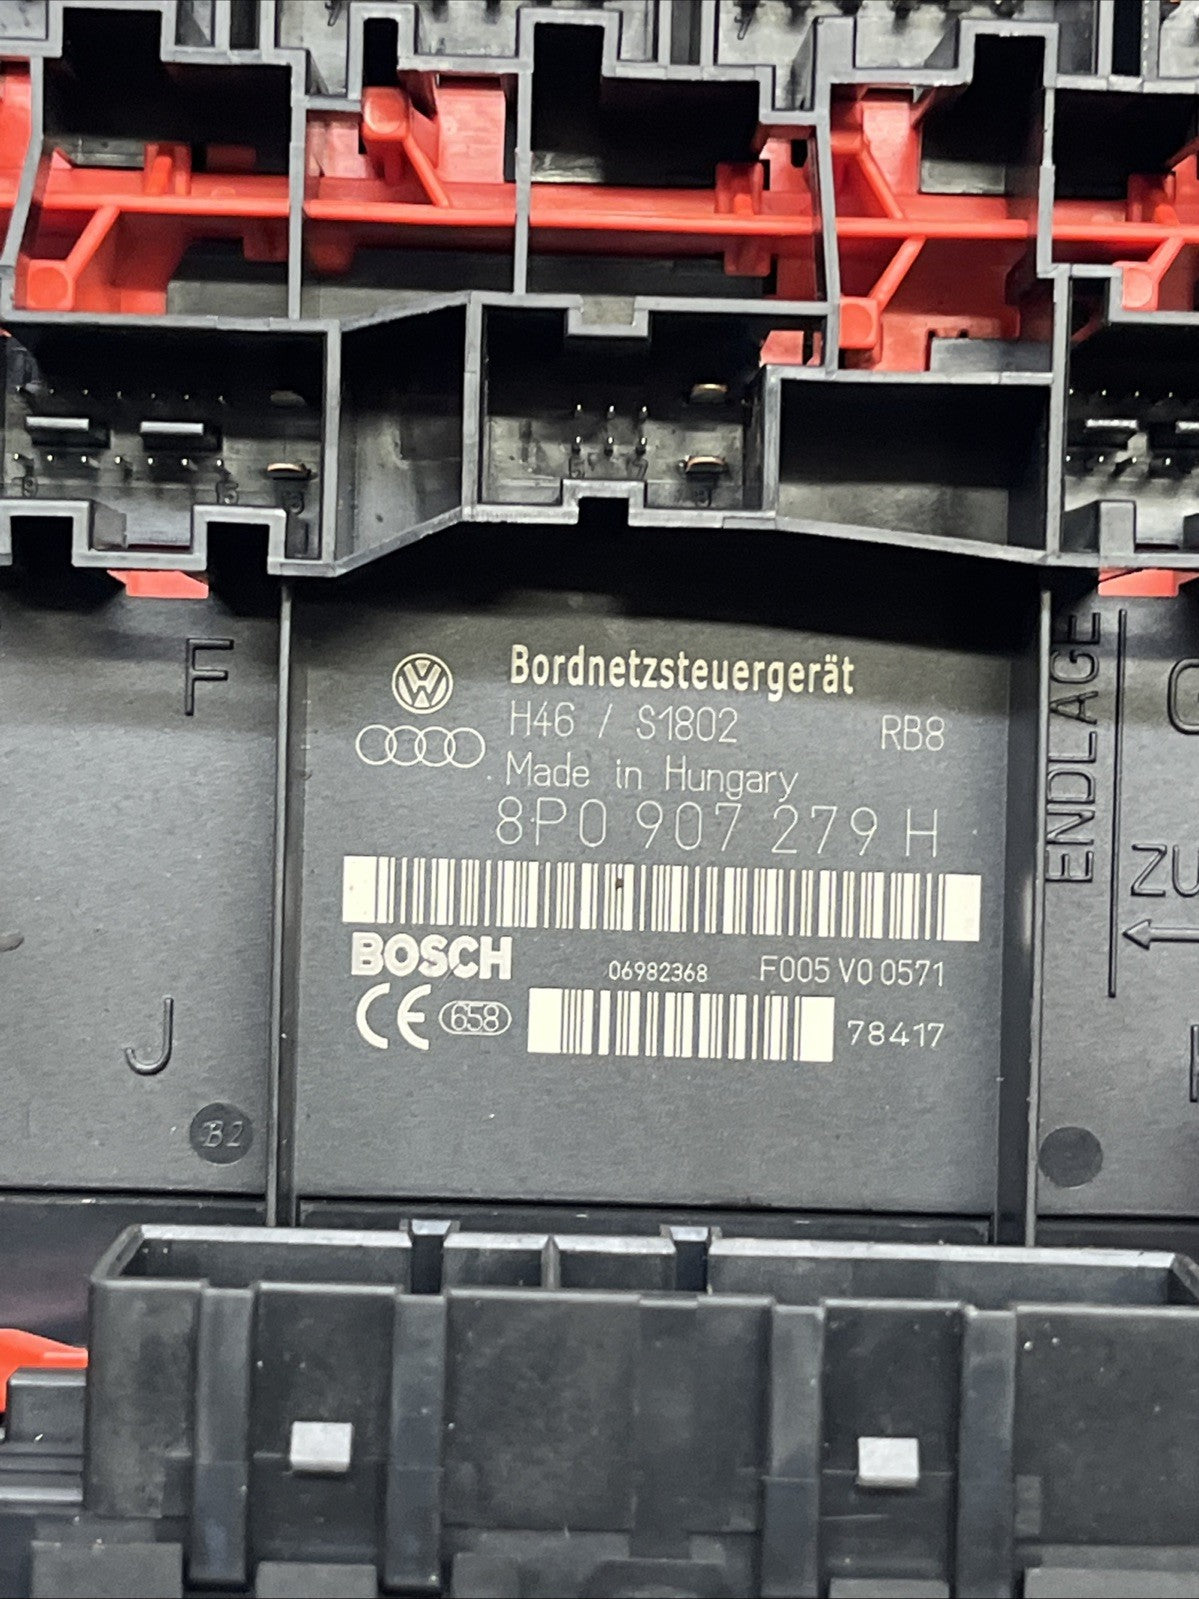 F
Bordnetzsteuergerät
H46 / S1802 RB8
Made in Hungary
8P0 907 279 H
BOSCH 06982368 F005 V0 0571
CE 658 78417
J
B2
ENDLAGE
ZU